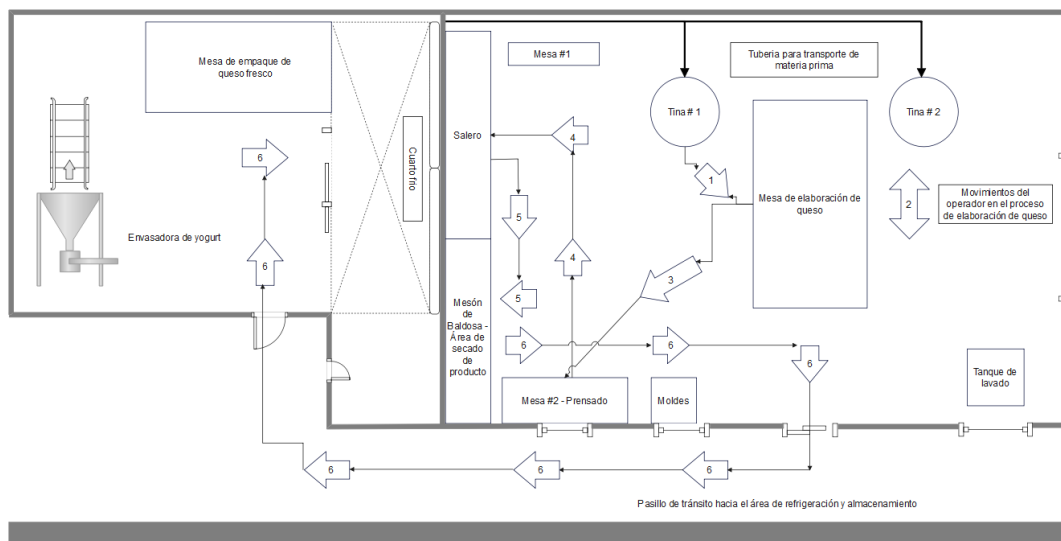 Mesa de empaque de
queso fresco
Mesa #1
Tuberia para transporte de
materia prima
Tina # 1
Tina # 2
Salero
Cuarto frío
4
6
1
Mesa de elaboración de
queso
2
Movimientos del
operador en el proceso
de elaboración de queso
5
Envasadora de yogurt
6
4
3
5
Mesón
de
Baldosa -
Área de
secado
de
producto
6
6
6
Mesa #2 - Prensado
Moldes
Tanque de
lavado
6
6
6
Pasillo de tránsito hacia el área de refrigeración y almacenamiento